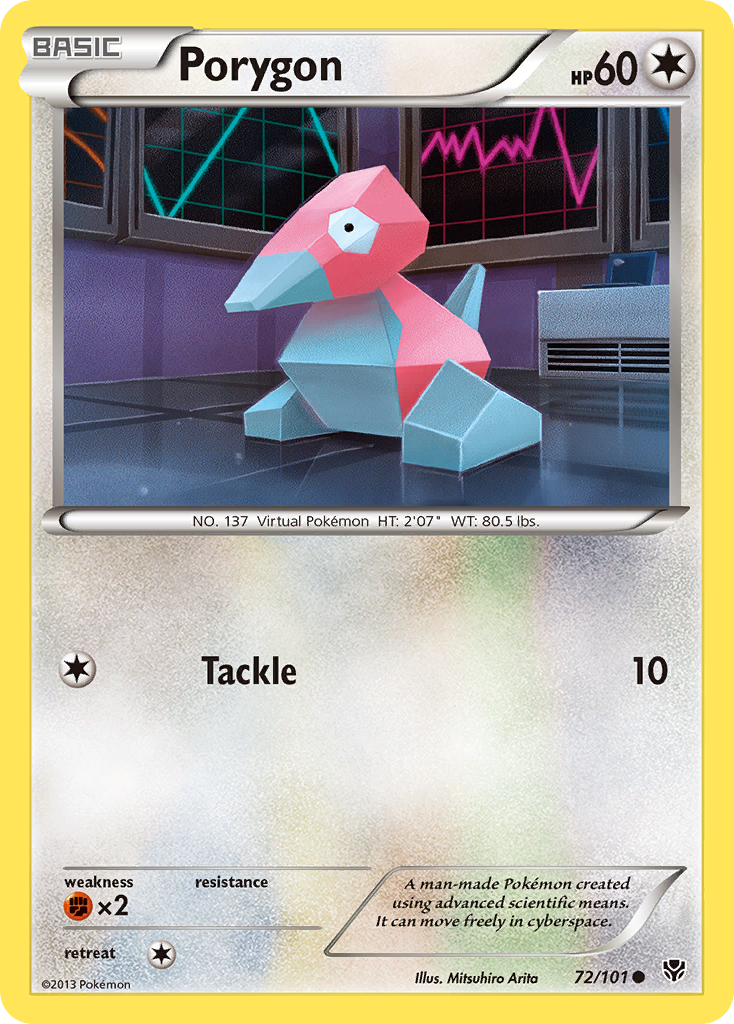 BASIC
Porygon
HP60
NO. 137 Virtual Pokémon HT: 2'07" WT: 80.5 lbs.
Tackle 10
weakness resistance
×2
A man-made Pokémon created
using advanced scientific means.
It can move freely in cyberspace.
retreat
Illus. Mitsuhiro Arita 72/101
©2013 Pokémon